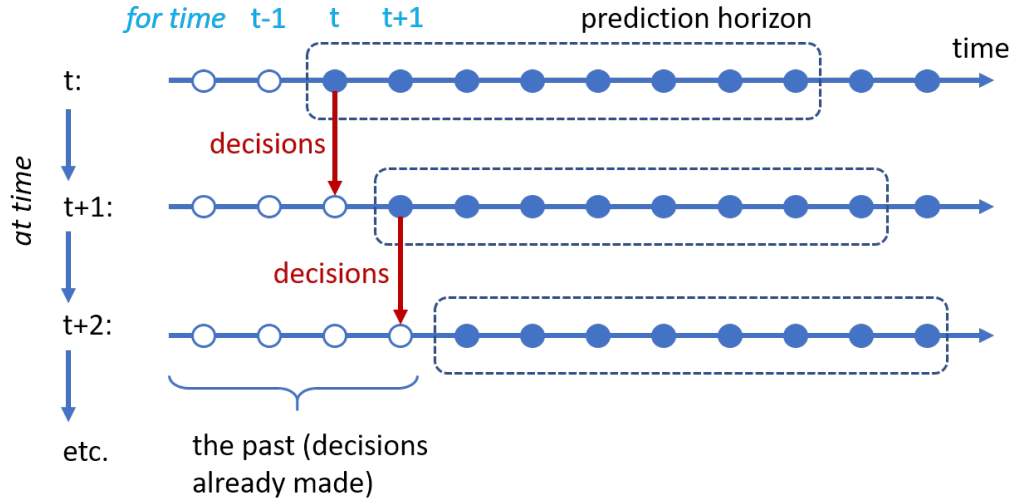 for time t-1 t t+1 prediction horizon
time
t:
decisions
at time
t+1:
decisions
t+2:
etc.
the past (decisions
already made)